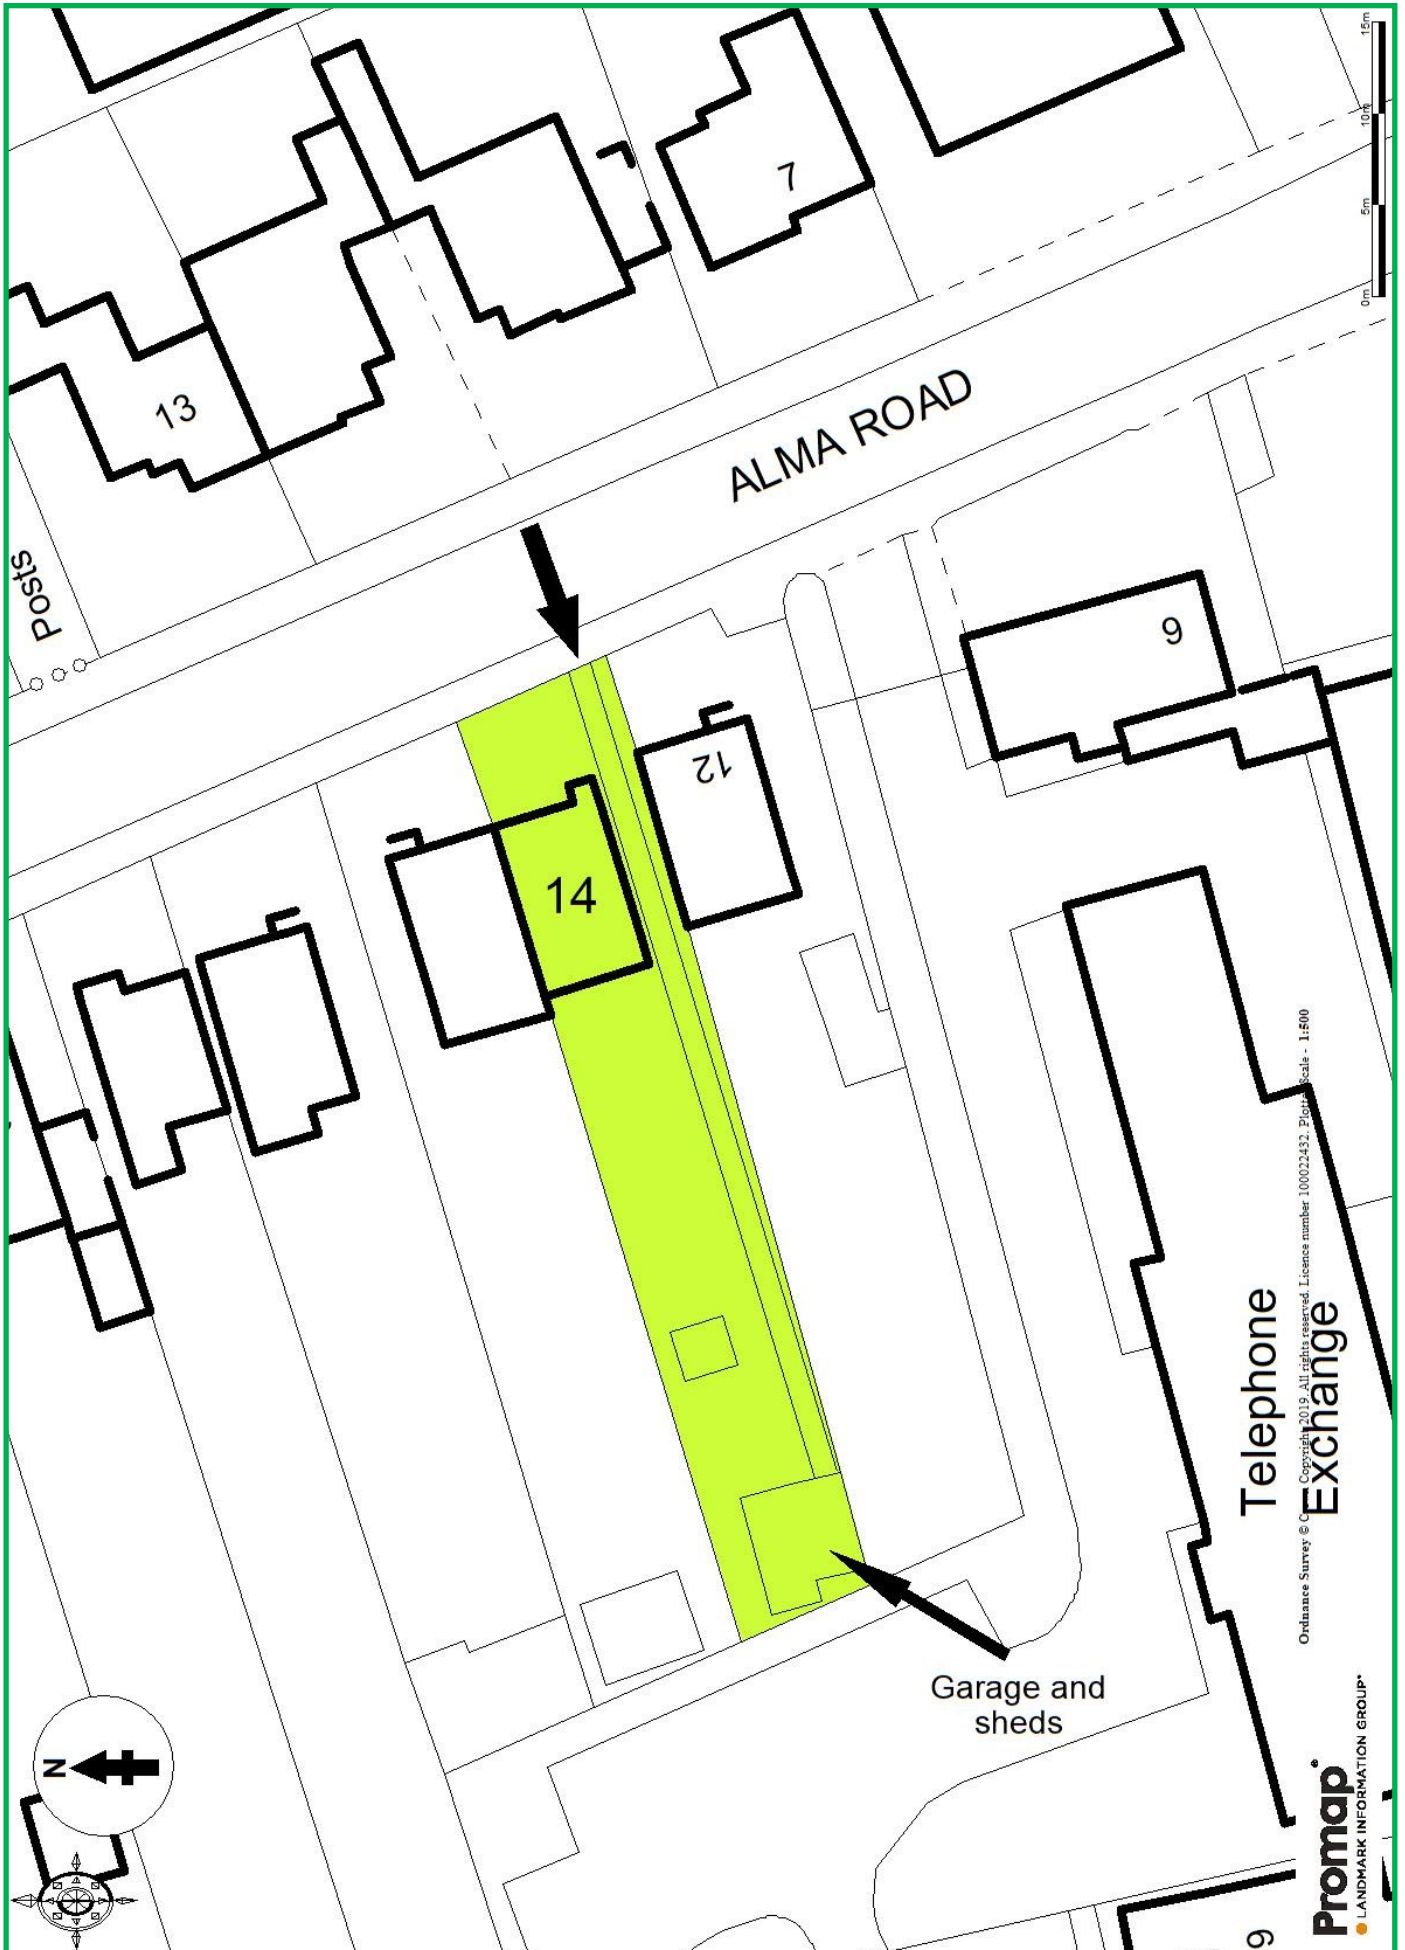 7
13
ALMA ROAD
Posts
9
12
14
Telephone
Exchange
Garage and
sheds
N
9
0m
5m
10m
15m
Ordnance Survey © Copyright 2019. All rights reserved. Licence number 100022432. Scale - 1:500
Promap
LANDMARK INFORMATION GROUP